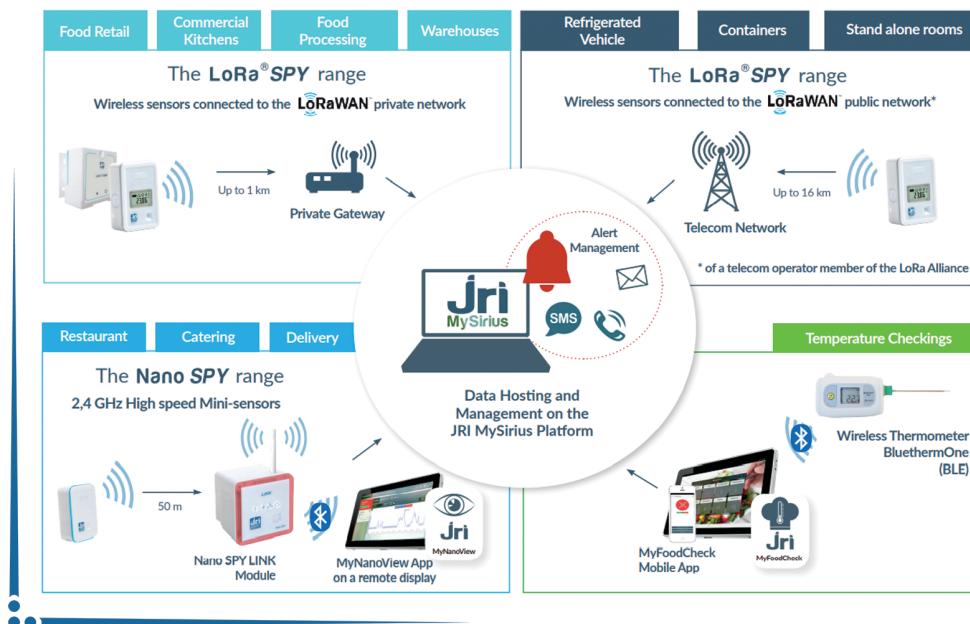 Food Retail
Commercial
Kitchens
Food
Processing
Warehouses
The LoRa® SPY range
Wireless sensors connected to the LoRaWAN™ private network
Up to 1 km
Private Gateway
Refrigerated
Vehicle
Containers
Stand alone rooms
The LoRa® SPY range
Wireless sensors connected to the LoRaWAN™ public network*
Up to 16 km
Telecom Network
* of a telecom operator member of the LoRa Alliance
Alert
Management
SMS
Jri
MySirius
Data Hosting and
Management on the
JRI MySirius Platform
Restaurant
Catering
Delivery
The Nano SPY range
2,4 GHz High speed Mini-sensors
50 m
LINK
Jri
Nano SPY LINK
Module
Jri
MyNanoView
MyNanoView App
on a remote display
Temperature Checkings
Wireless Thermometer
BluethermOne
(BLE)
Jri
MyFoodCheck
MyFoodCheck
Mobile App